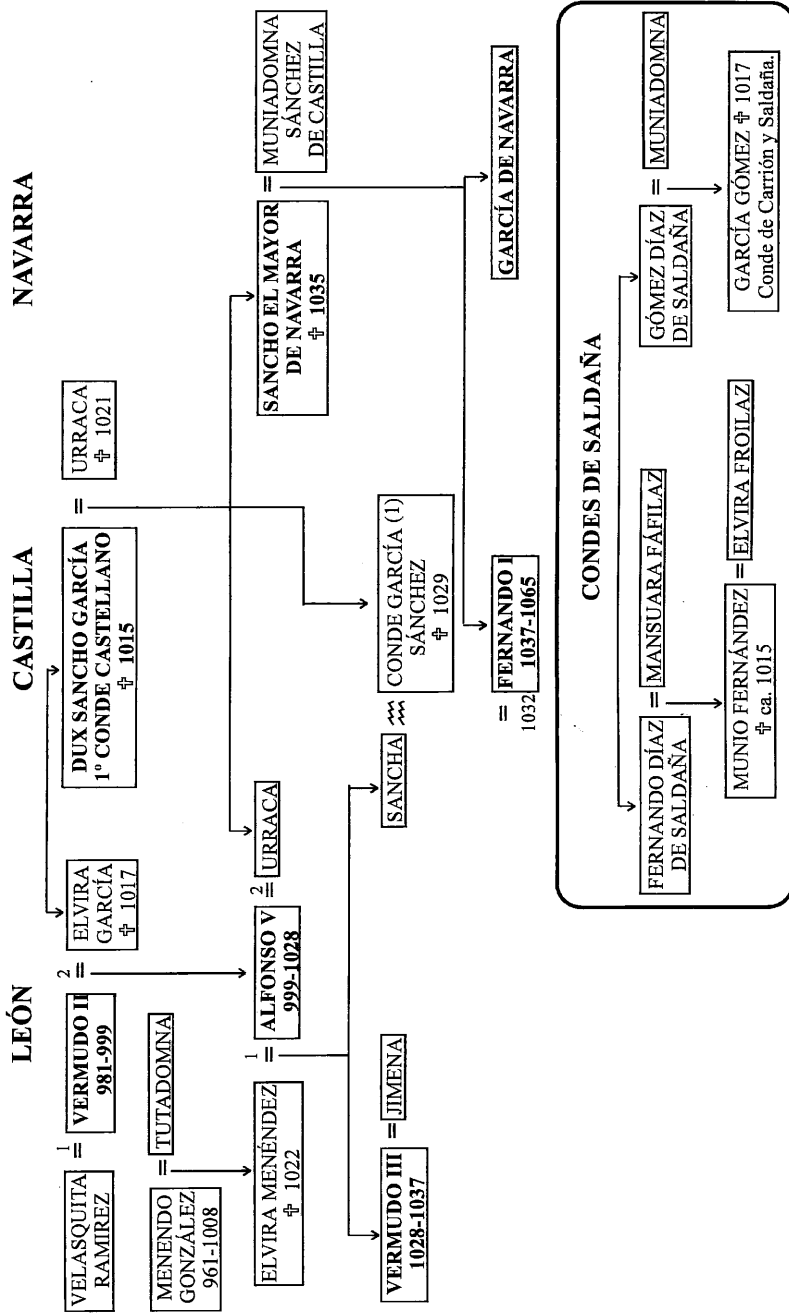 LEÓN
CASTILLA
NAVARRA
VELASQUITA
RAMIREZ
1
=
VERMUDO II
981-999
2
=
ELVIRA
GARCÍA
✝ 1017
DUX SANCHO GARCÍA
1º CONDE CASTELLANO
✝ 1015
=
URRACA
✝ 1021
MENENDO
GONZÁLEZ
961-1008
=
TUTADOMNA
ELVIRA MENÉNDEZ
✝ 1022
1
=
ALFONSO V
999-1028
2
=
URRACA
SANCHO EL MAYOR
DE NAVARRA
✝ 1035
=
MUNIADOMNA
SÁNCHEZ
DE CASTILLA
VERMUDO III
1028-1037
=
JIMENA
SANCHA
CONDE GARCÍA (1)
SÁNCHEZ
✝ 1029
=
1032
FERNANDO I
1037-1065
GARCÍA DE NAVARRA
CONDES DE SALDAÑA
FERNANDO DÍAZ
DE SALDAÑA
=
MANSUARA FÁFILAZ
GÓMEZ DÍAZ
DE SALDAÑA
=
MUNIADOMNA
MUNIO FERNÁNDEZ
✝ ca. 1015
=
ELVIRA FROILAZ
GARCÍA GÓMEZ ✝ 1017
Conde de Carrión y Saldaña.